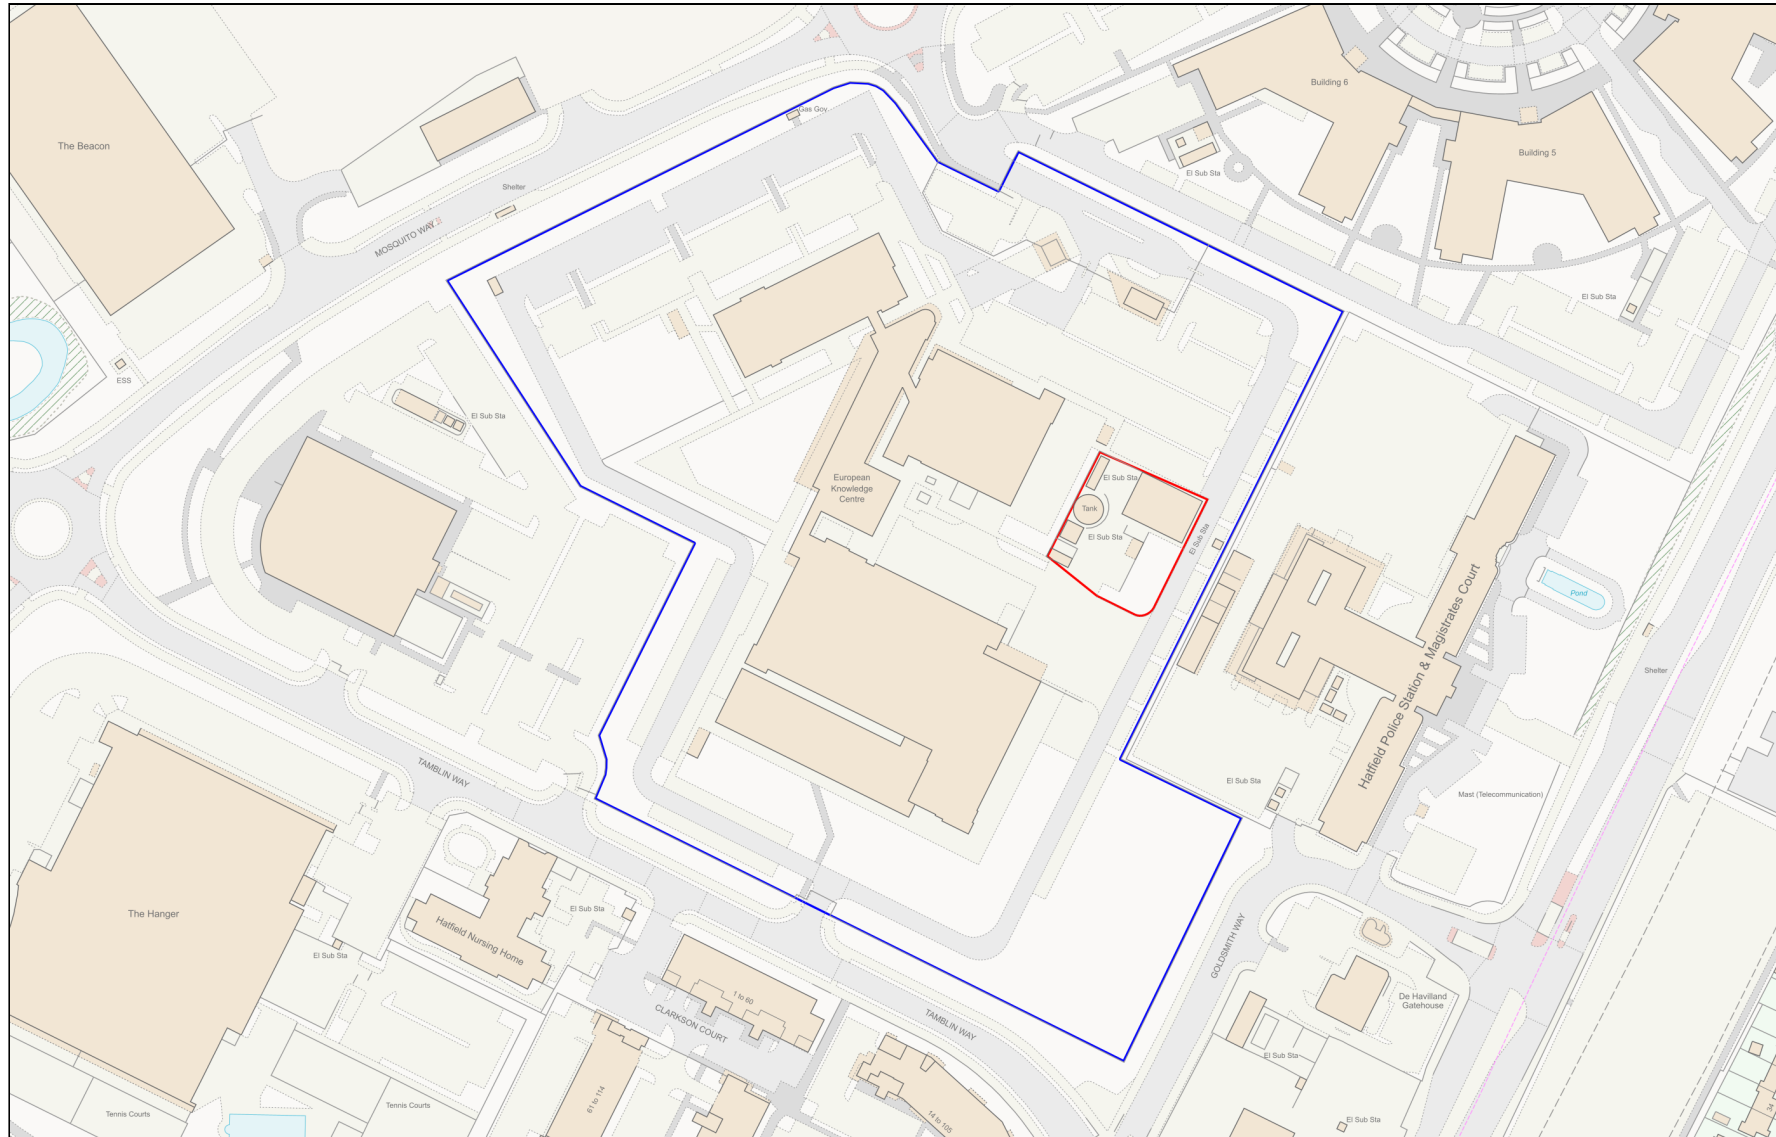 Building 6
Gas Gov
The Beacon
Building 5
El Sub Sta
Shelter
MOSQUITO WAY
El Sub Sta
ESS
El Sub Sta
European
Knowledge
Centre
El Sub Sta
Tank
El Sub Sta
El Sub Sta
Pond
Hatfield Police Station & Magistrates Court
Shelter
TAMBLIN WAY
El Sub Sta
Mast (Telecommunication)
The Hanger
El Sub Sta
Hatfield Nursing Home
El Sub Sta
GOLDSMITH WAY
1 to 60
De Havilland
Gatehouse
CLARKSON COURT
TAMBLIN WAY
El Sub Sta
Tennis Courts
Tennis Courts
61 to 114
14 to 105
El Sub Sta
34